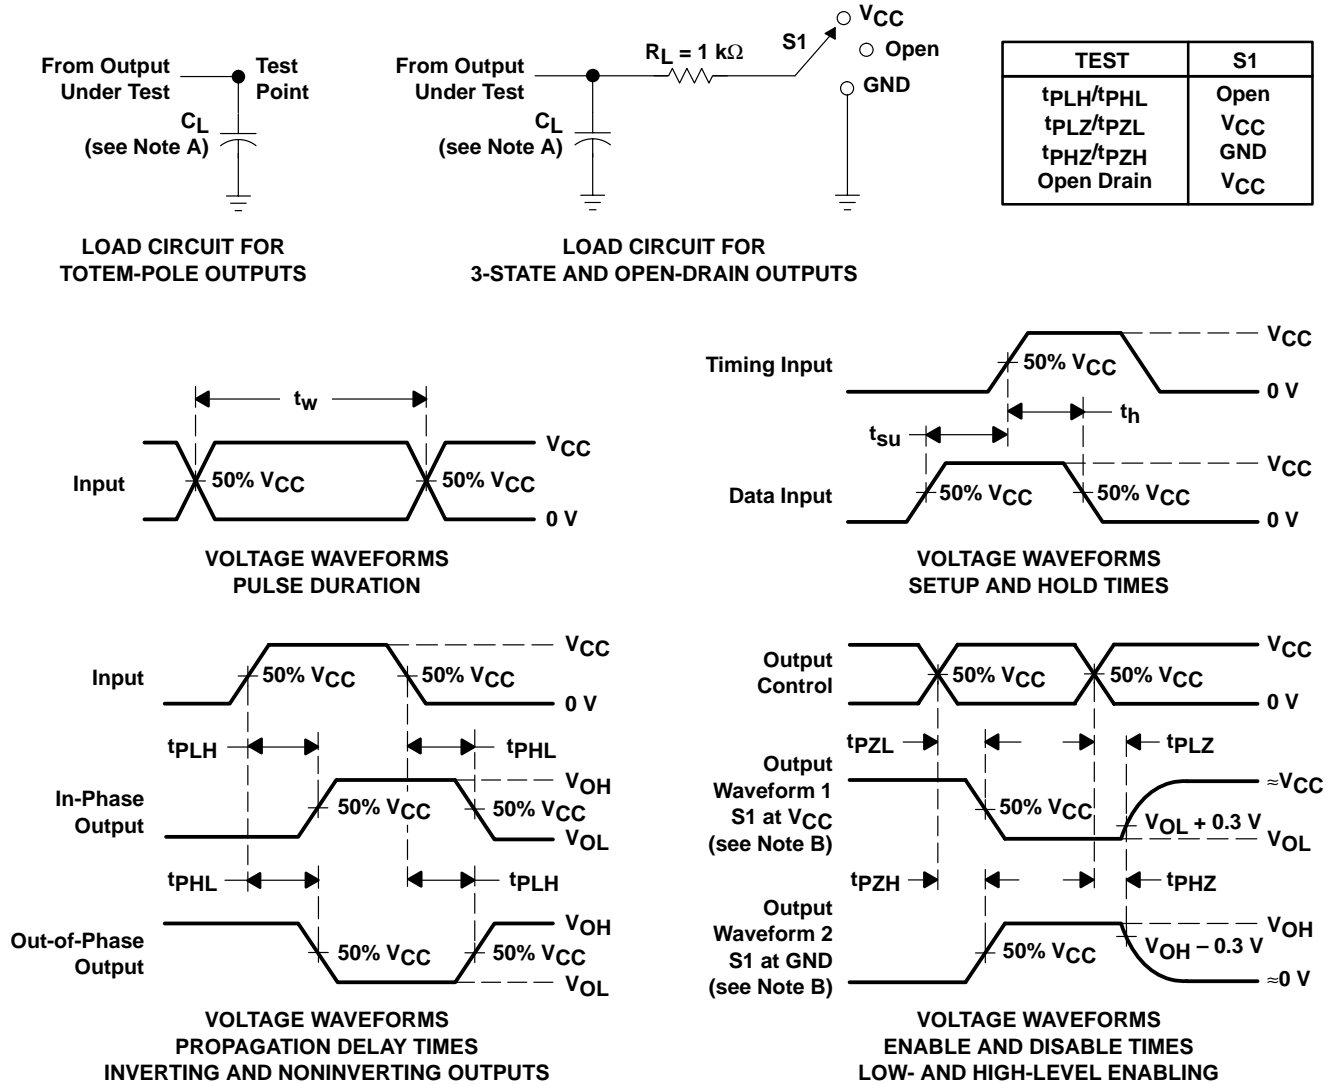 From Output
Under Test
Test
Point
CL
(see Note A)
LOAD CIRCUIT FOR
TOTEM-POLE OUTPUTS
From Output
Under Test
CL
(see Note A)
RL = 1 kΩ
S1
VCC
Open
GND
LOAD CIRCUIT FOR
3-STATE AND OPEN-DRAIN OUTPUTS
TEST S1
tPLH/tPHL Open
tPLZ/tPZL VCC
tPHZ/tPZH GND
Open Drain VCC
tw
Input
50% VCC
50% VCC
VCC
0 V
VOLTAGE WAVEFORMS
PULSE DURATION
Timing Input
50% VCC
VCC
0 V
tsu
th
Data Input
50% VCC
50% VCC
VCC
0 V
VOLTAGE WAVEFORMS
SETUP AND HOLD TIMES
Input
50% VCC
50% VCC
VCC
0 V
tPLH
tPHL
In-Phase
Output
50% VCC
50% VCC
VOH
VOL
tPHL
tPLH
Out-of-Phase
Output
50% VCC
50% VCC
VOH
VOL
VOLTAGE WAVEFORMS
PROPAGATION DELAY TIMES
INVERTING AND NONINVERTING OUTPUTS
Output
Control
50% VCC
50% VCC
VCC
0 V
tPZL
tPLZ
Output
Waveform 1
S1 at VCC
(see Note B)
50% VCC
VOL + 0.3 V
≈VCC
VOL
tPZH
tPHZ
Output
Waveform 2
S1 at GND
(see Note B)
50% VCC
VOH − 0.3 V
VOH
≈0 V
VOLTAGE WAVEFORMS
ENABLE AND DISABLE TIMES
LOW- AND HIGH-LEVEL ENABLING